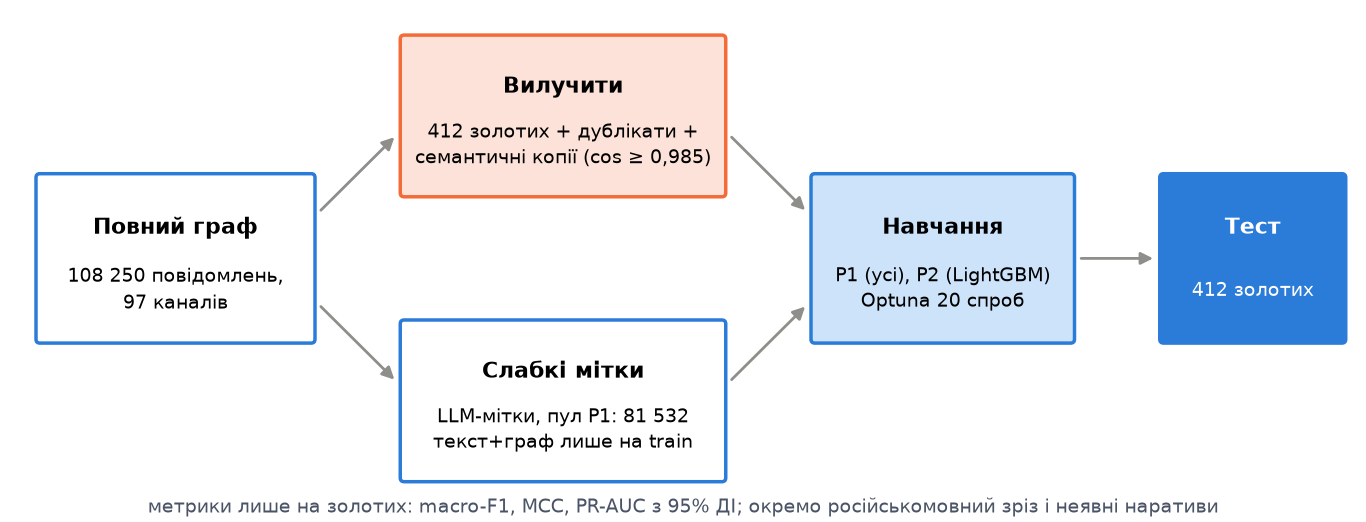 Повний граф
108 250 повідомлень,
97 каналів
Вилучити
412 золотих + дублікати +
семантичні копії (cos ≥ 0,985)
Слабкі мітки
LLM-мітки, пул P1: 81 532
текст+граф лише на train
Навчання
P1 (усі), P2 (LightGBM)
Optuna 20 спроб
Тест
412 золотих
метрики лише на золотих: macro-F1, MCC, PR-AUC з 95% ДІ; окремо російськомовний зріз і неявні наративи